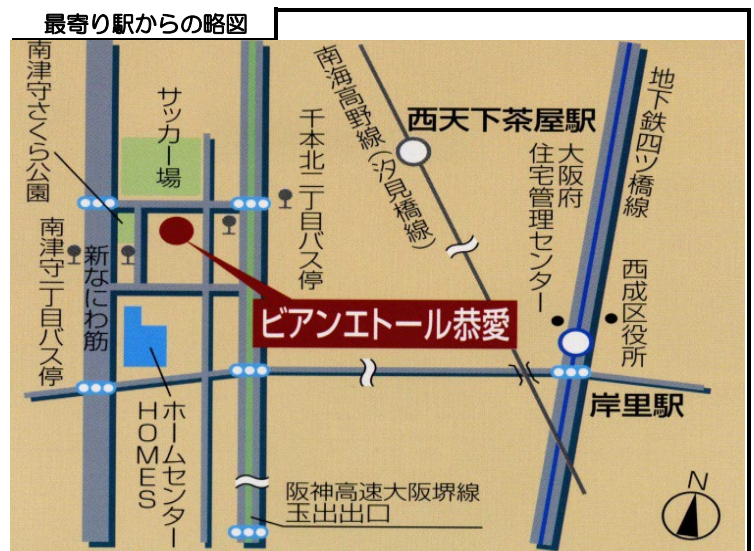 最寄り駅からの略図
南津守さくら公園
サッカー場
千本北二丁目バス停
南海高野線(汐見橋線)
西天下茶屋駅
大阪府
住宅管理センター
地下鉄四ツ橋線
西成区役所
南津守一丁目バス停
新なにわ筋
ビアンエトール恭愛
岸里駅
ホームセンター
HOMES
阪神高速大阪堺線
玉出出口
N